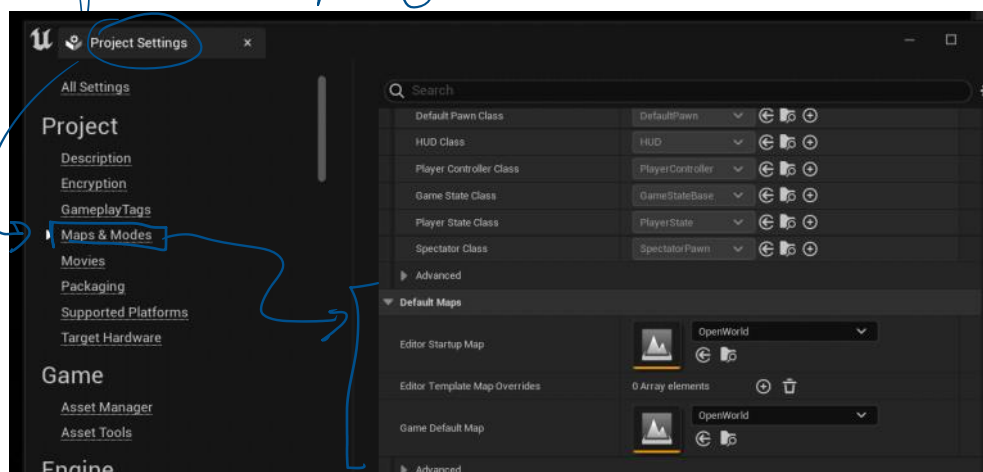 Project Settings
All Settings
Project
Description
Encryption
GameplayTags
Maps & Modes
Movies
Packaging
Supported Platforms
Target Hardware
Game
Asset Manager
Asset Tools
Engine
Search
Default Pawn Class DefaultPawn
HUD Class HUD
Player Controller Class PlayerController
Game State Class GameStateBase
Player State Class PlayerState
Spectator Class SpectatorPawn
Advanced
Default Maps
Editor Startup Map OpenWorld
Editor Template Map Overrides 0 Array elements
Game Default Map OpenWorld
Advanced